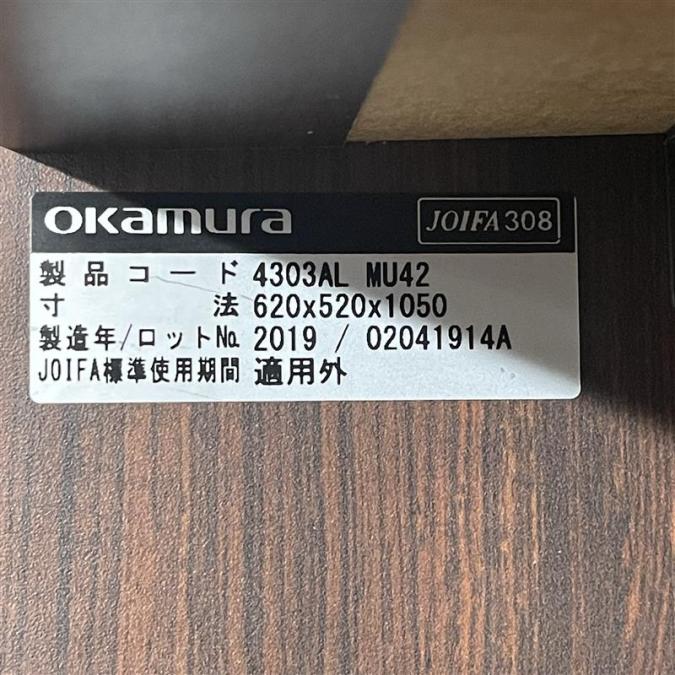 okamura JOIFA308
製品コード 4303AL MU42
寸法 620x520x1050
製造年/ロットNo. 2019 / 02041914A
JOIFA標準使用期間 適用外